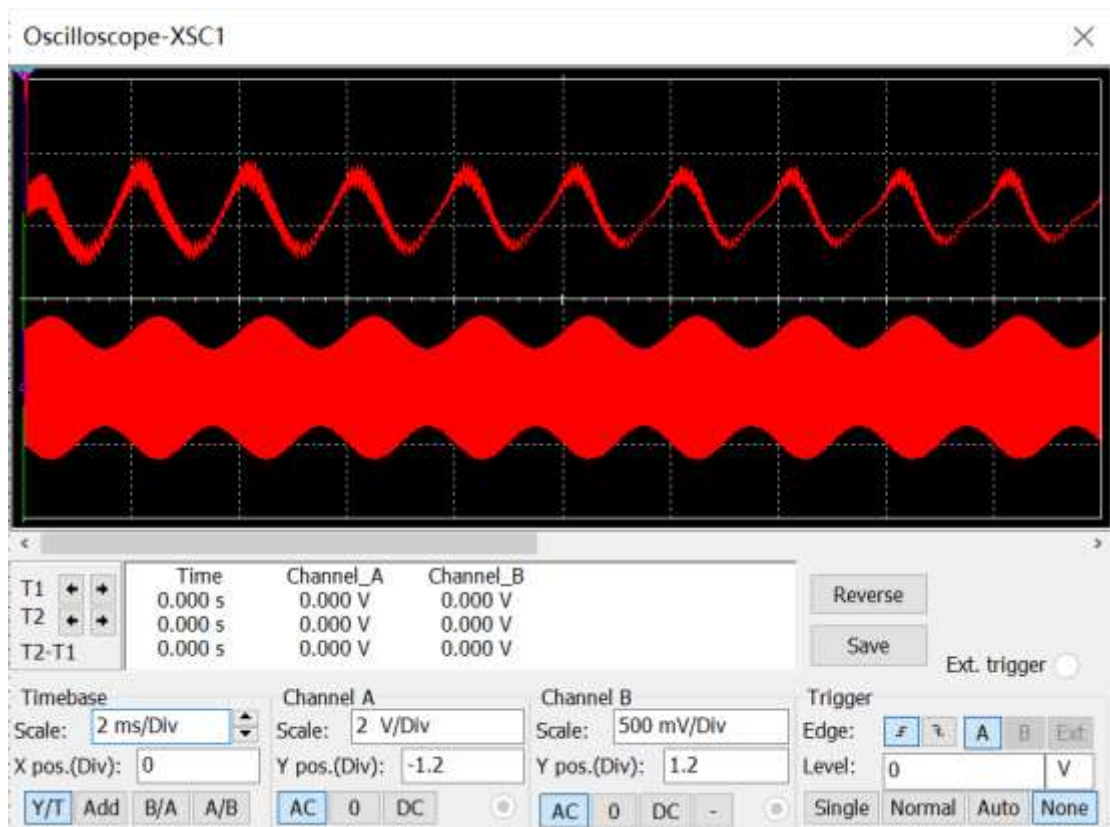 Oscilloscope-XSC1
Time Channel_A Channel_B
T1 0.000 s 0.000 V 0.000 V
T2 0.000 s 0.000 V 0.000 V
T2-T1 0.000 s 0.000 V 0.000 V
Reverse
Save
Ext. trigger
Timebase
Scale: 2 ms/Div
X pos.(Div): 0
Y/T Add B/A A/B
Channel A
Scale: 2 V/Div
Y pos.(Div): -1.2
AC 0 DC
Channel B
Scale: 500 mV/Div
Y pos.(Div): 1.2
AC 0 DC -
Trigger
Edge: A B Ext
Level: 0 V
Single Normal Auto None